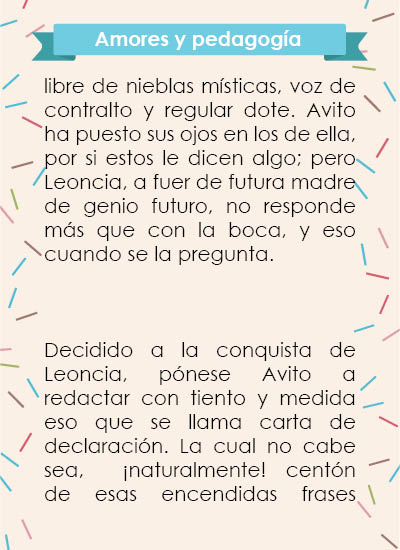 Amores y pedagogía
libre de nieblas místicas, voz de
contralto y regular dote. Avito
ha puesto sus ojos en los de ella,
por si estos le dicen algo; pero
Leoncia, a fuer de futura madre
de genio futuro, no responde
más que con la boca, y eso
cuando se la pregunta.
Decidido a la conquista de
Leoncia, pónese Avito a
redactar con tiento y medida
eso que se llama carta de
declaración. La cual no cabe
sea, ¡naturalmente! centón
de esas encendidas frases